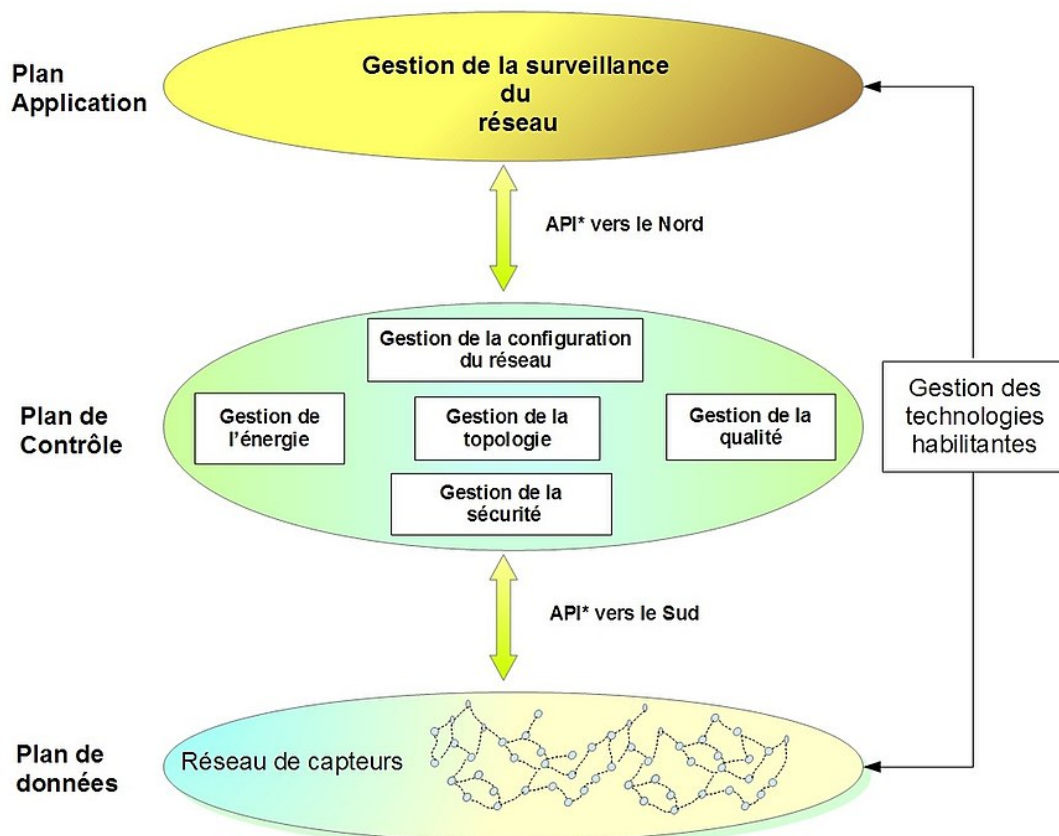 Plan
Application
Gestion de la surveillance
du
réseau
API* vers le Nord
Plan de
Contrôle
Gestion de la configuration
du réseau
Gestion de
l'énergie
Gestion de la
topologie
Gestion de la
qualité
Gestion de la
sécurité
Gestion des
technologies
habilitantes
API* vers le Sud
Plan de
données
Réseau de capteurs